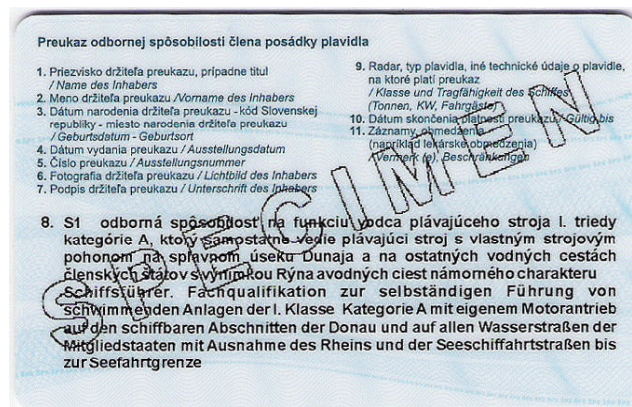 Preukaz odbornej spôsobilosti člena posádky plavidla
1. Priezvisko držiteľa preukazu, prípadne titul
/ Name des Inhabers
2. Meno držiteľa preukazu /Vorname des Inhabers
3. Dátum narodenia držiteľa preukazu - kód Slovenskej
republiky - miesto narodenia držiteľa preukazu
/ Geburtsdatum - Geburtsort
4. Dátum vydania preukazu / Ausstellungsdatum
5. Číslo preukazu / Ausstellungsnummer
6. Fotografia držiteľa preukazu / Lichtbild des Inhabers
7. Podpis držiteľa preukazu / Unterschrift des Inhabers
9. Radar, typ plavidla, iné technické údaje o plavidle,
na ktoré platí preukaz
/ Klasse und Tragfähigkeit des Schiffes
(Tonnen, KW, Fahrgäste)
10. Dátum skončenia platnosti preukazu / Gültig bis
11. Záznamy, obmedzenia
(napríklad lekárske obmedzenia)
/Vermerk (e), Beschränkungen
8. S1 odborná spôsobilosť na funkciu vodca plávajúceho stroja I. triedy
kategórie A, ktorý samostatne vedie plávajúci stroj s vlastným strojovým
pohonom na splavnom úseku Dunaja a na ostatných vodných cestách
členských štátov s výnimkou Rýna avodných ciest námorného charakteru
Schiffsführer. Fachqualifikation zur selbständigen Führung von
schwimmenden Anlagen der I. Klasse Kategorie A mit eigenem Motorantrieb
auf den schiffbaren Abschnitten der Donau und auf allen Wasserstraßen der
Mitgliedstaaten mit Ausnahme des Rheins und der Seeschiffahrtstraßen bis
zur Seefahrtgrenze
SPECIMEN